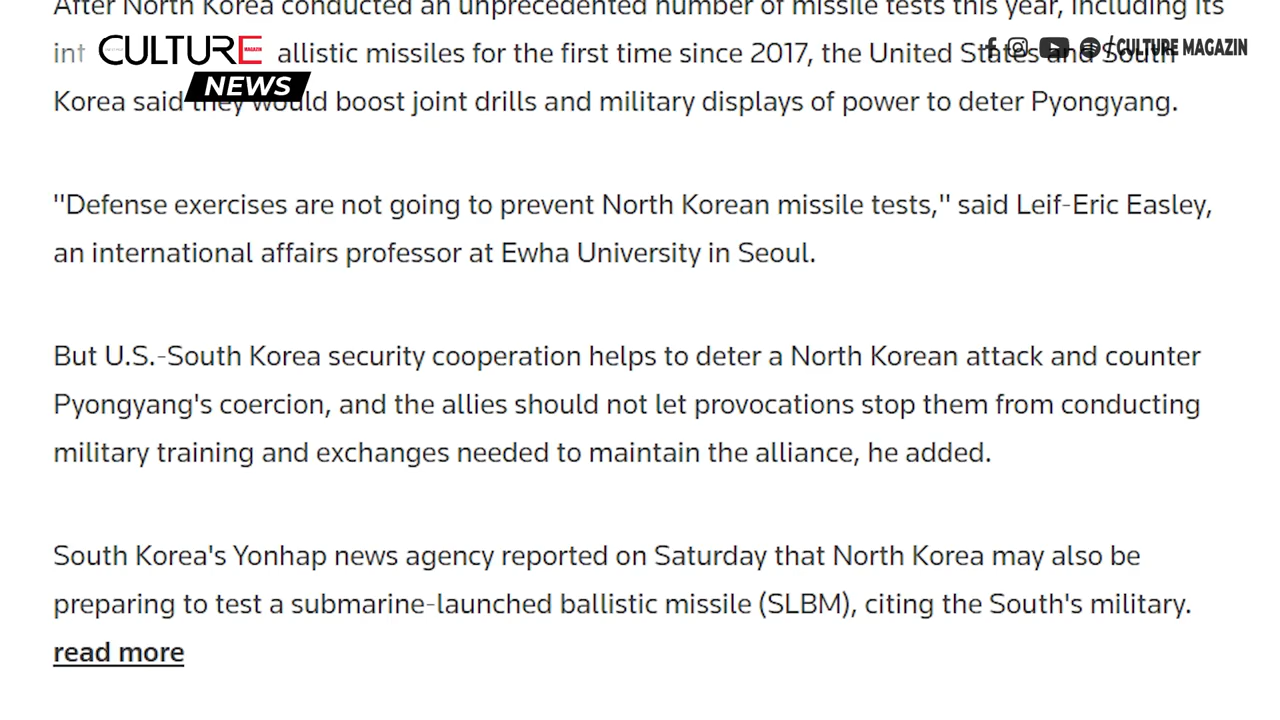 After North Korea conducted an unprecedented number of missile tests this year, including its
int allistic missiles for the first time since 2017, the United States and South
Korea said they would boost joint drills and military displays of power to deter Pyongyang.
CULTURE
MAGAZIN
NEWS
/CULTURE MAGAZIN
"Defense exercises are not going to prevent North Korean missile tests," said Leif-Eric Easley,
an international affairs professor at Ewha University in Seoul.
But U.S.-South Korea security cooperation helps to deter a North Korean attack and counter
Pyongyang's coercion, and the allies should not let provocations stop them from conducting
military training and exchanges needed to maintain the alliance, he added.
South Korea's Yonhap news agency reported on Saturday that North Korea may also be
preparing to test a submarine-launched ballistic missile (SLBM), citing the South's military.
read more